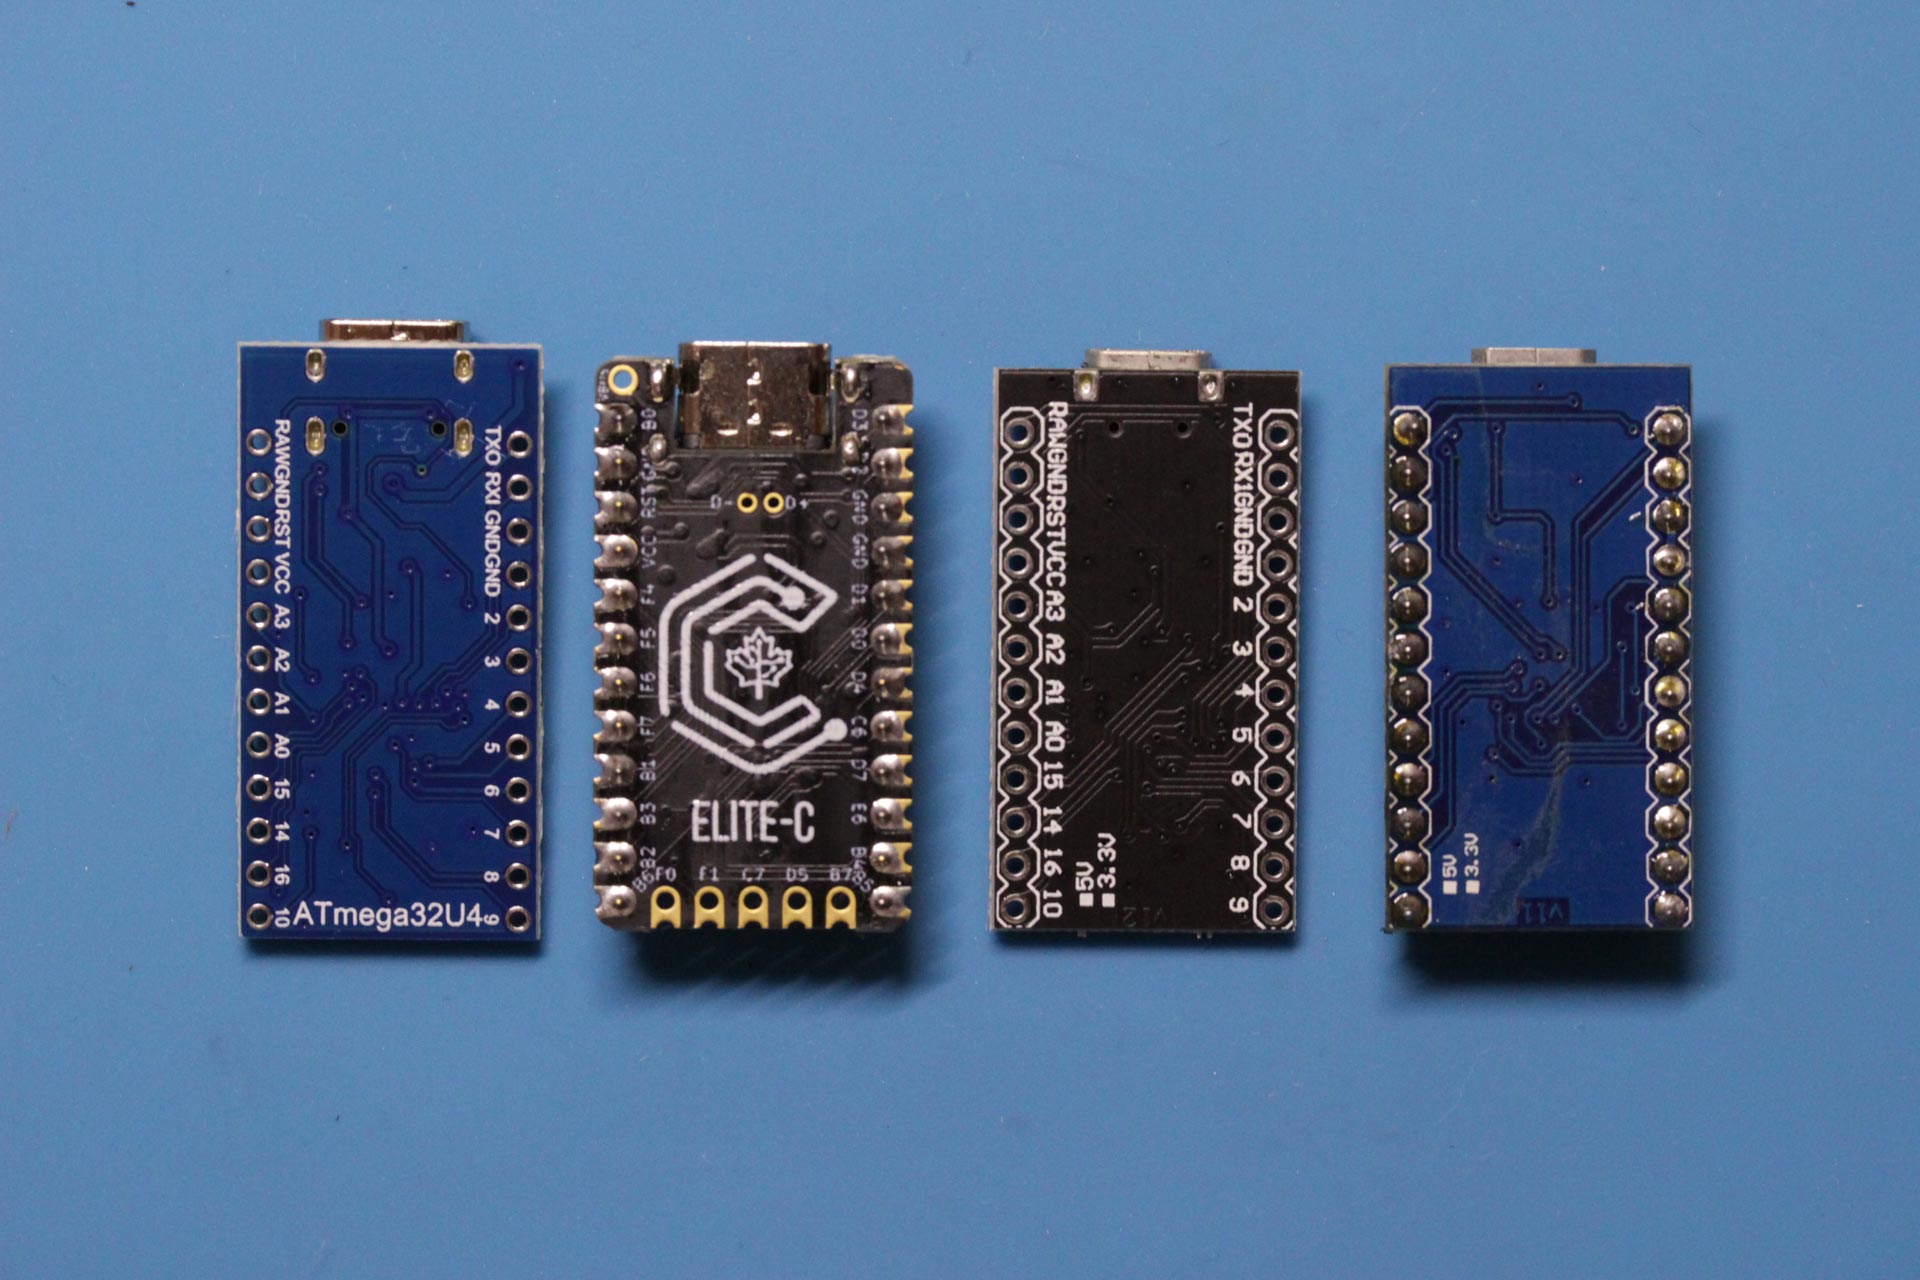 RAW GND RST VCC A3 A2 A1 A0 15 14 16 10
TXO RXI GND GND 2 3 4 5 6 7 8 9
ATmega32U4
B0
RST
VCC
F4
F5
F6
F7
B1
B3
B2
B6
D3
GND
GND
D1
D0
D4
C6
D7
E6
B4
B5
D- D+
ELITE-C
F0 F1 C7 D5 B7
RAW GND RST VCC A3 A2 A1 A0 15 14 16 10
TXO RX1 GND GND 2 3 4 5 6 7 8 9
5V
3.3V
5V
3.3V